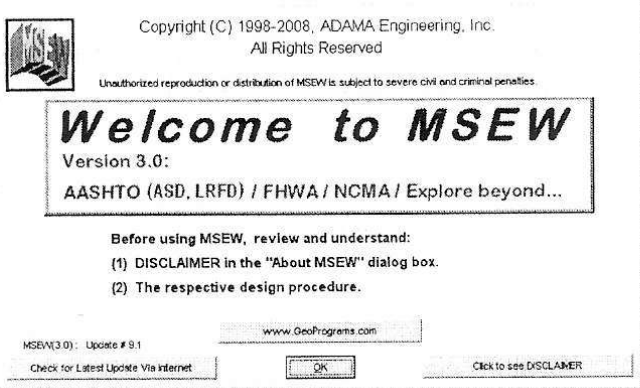 MSEW
Copyright (C) 1998-2008, ADAMA Engineering, Inc.
All Rights Reserved
Unauthorized reproduction or distribution of MSEW is subject to severe civil and criminal penalties.
Welcome to MSEW
Version 3.0:
AASHTO (ASD, LRFD) / FHWA / NCMA / Explore beyond...
Before using MSEW, review and understand:
(1) DISCLAIMER in the "About MSEW" dialog box.
(2) The respective design procedure.
www.GeoPrograms.com
MSEW(3.0): Update # 9.1
Check for Latest Update Via Internet
OK
Click to see DISCLAIMER